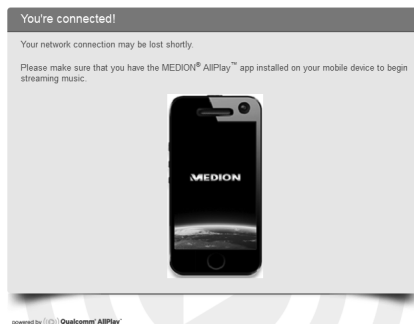 You're connected!
Your network connection may be lost shortly.
Please make sure that you have the MEDION® AllPlay™ app installed on your mobile device to begin
streaming music.
MEDION
powered by Qualcomm® AllPlay™